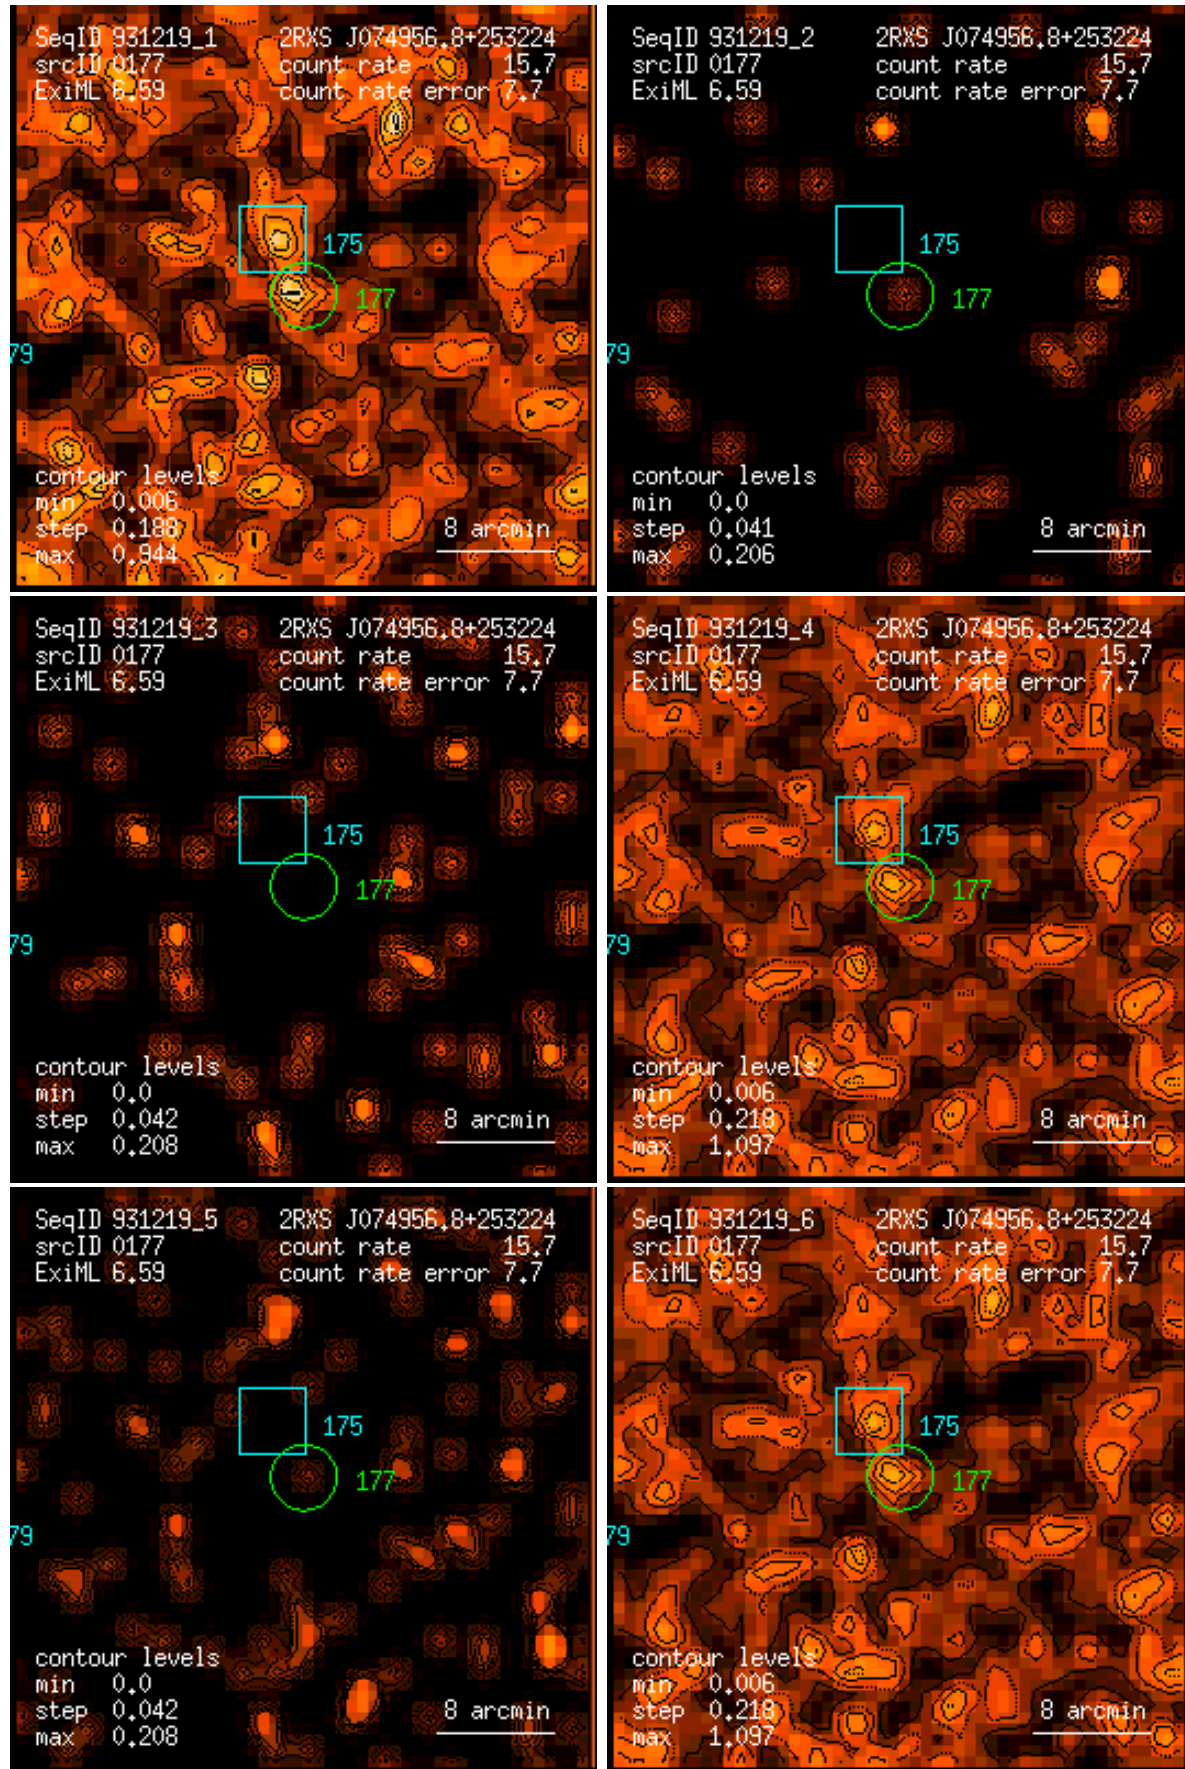 SeqID 931219_1 2RXS J074956.8+253224
srcID 0177 count rate 15.7
ExiML 6.59 count rate error 7.7
175
177
79
contour levels
min 0.006
step 0.188
max 0.944
8 arcmin
SeqID 931219_2 2RXS J074956.8+253224
srcID 0177 count rate 15.7
ExiML 6.59 count rate error 7.7
175
177
79
contour levels
min 0.0
step 0.041
max 0.206
8 arcmin
SeqID 931219_3 2RXS J074956.8+253224
srcID 0177 count rate 15.7
ExiML 6.59 count rate error 7.7
175
177
79
contour levels
min 0.0
step 0.042
max 0.208
8 arcmin
SeqID 931219_4 2RXS J074956.8+253224
srcID 0177 count rate 15.7
ExiML 6.59 count rate error 7.7
175
177
79
contour levels
min 0.006
step 0.218
max 1.097
8 arcmin
SeqID 931219_5 2RXS J074956.8+253224
srcID 0177 count rate 15.7
ExiML 6.59 count rate error 7.7
175
177
79
contour levels
min 0.0
step 0.042
max 0.208
8 arcmin
SeqID 931219_6 2RXS J074956.8+253224
srcID 0177 count rate 15.7
ExiML 6.59 count rate error 7.7
175
177
79
contour levels
min 0.006
step 0.218
max 1.097
8 arcmin